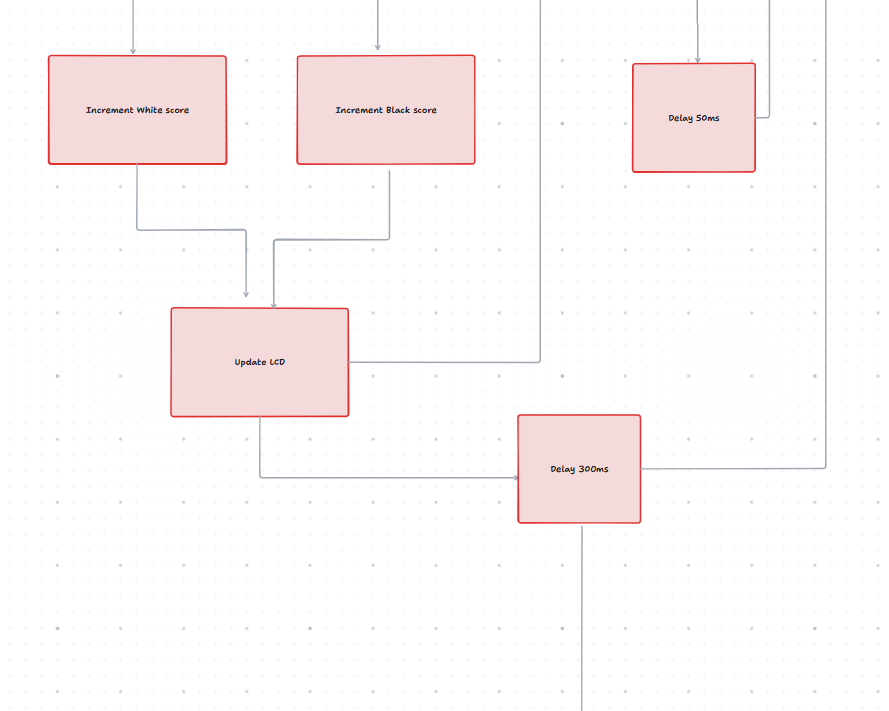 Increment White score
Increment Black score
Delay 50ms
Update LCD
Delay 300ms